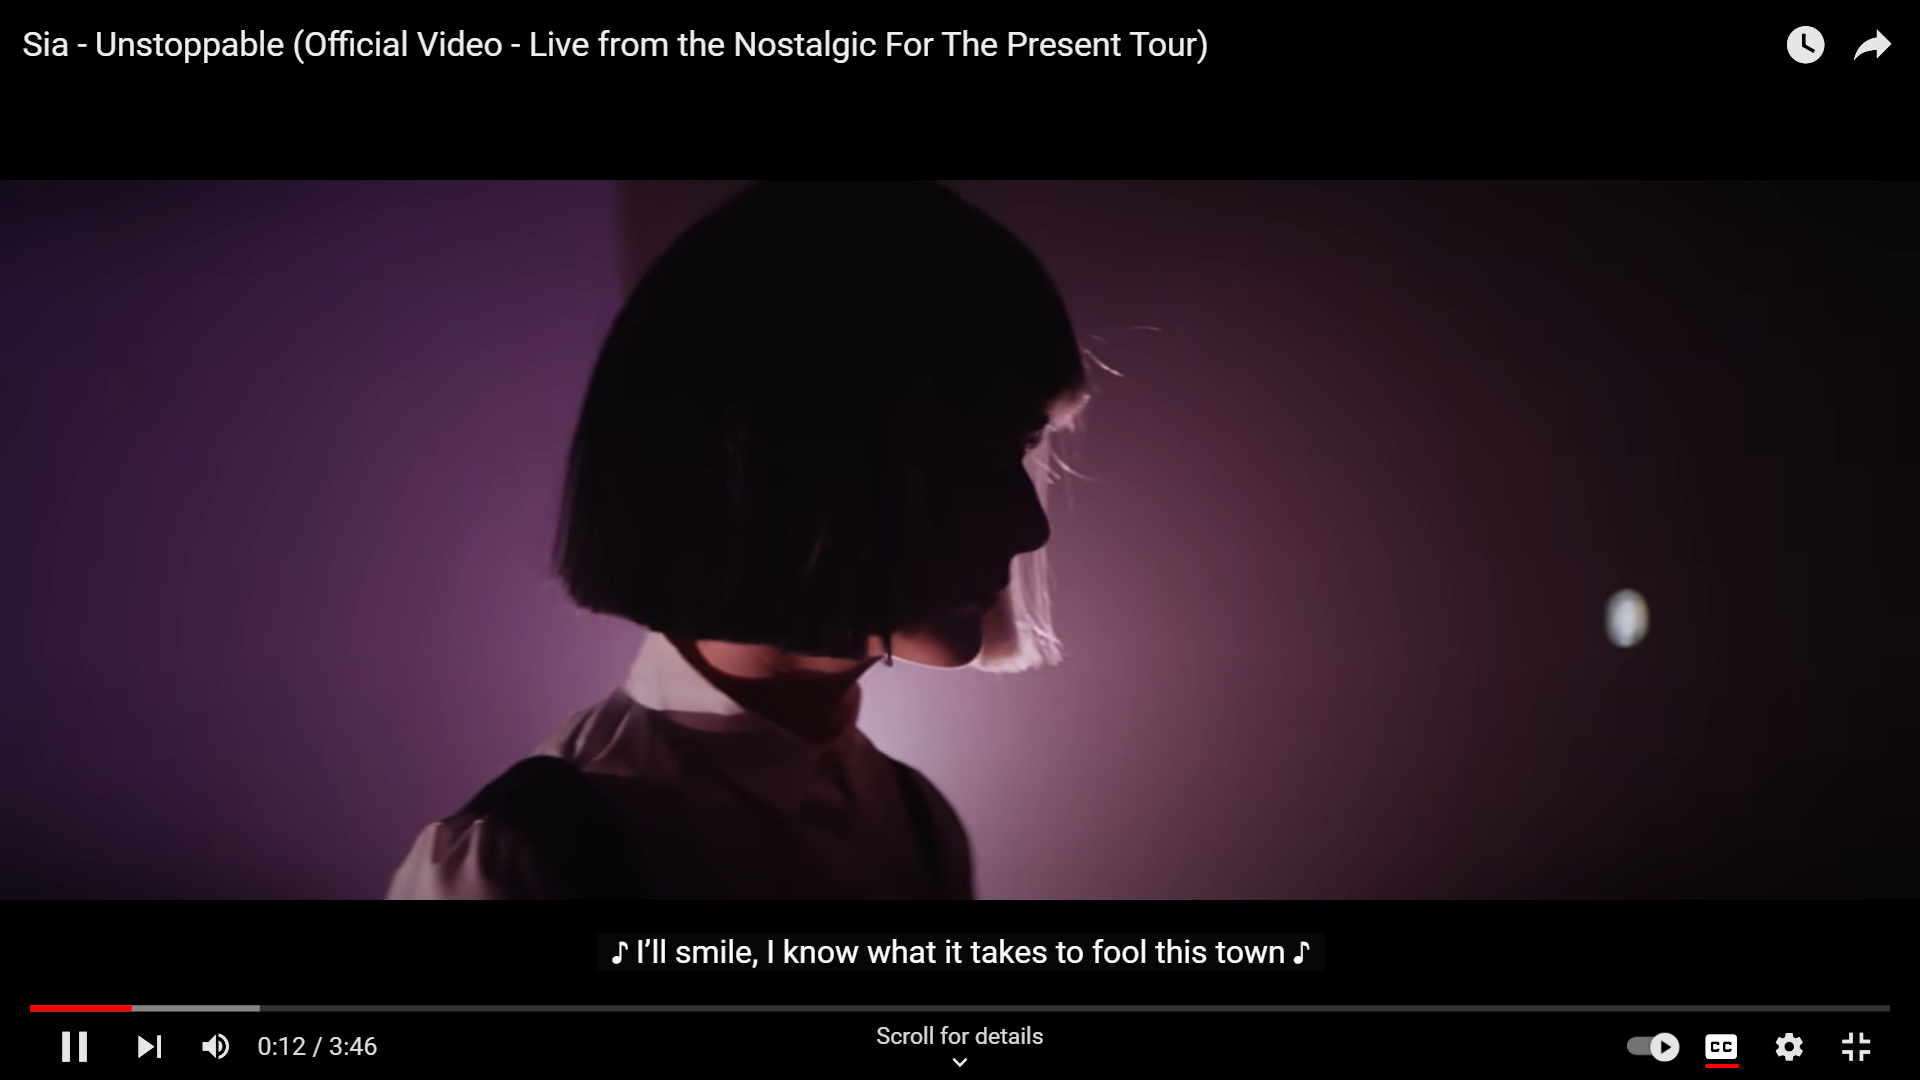 Sia - Unstoppable (Official Video - Live from the Nostalgic For The Present Tour)
♪ I’ll smile, I know what it takes to fool this town ♪
0:12 / 3:46
Scroll for details
CC